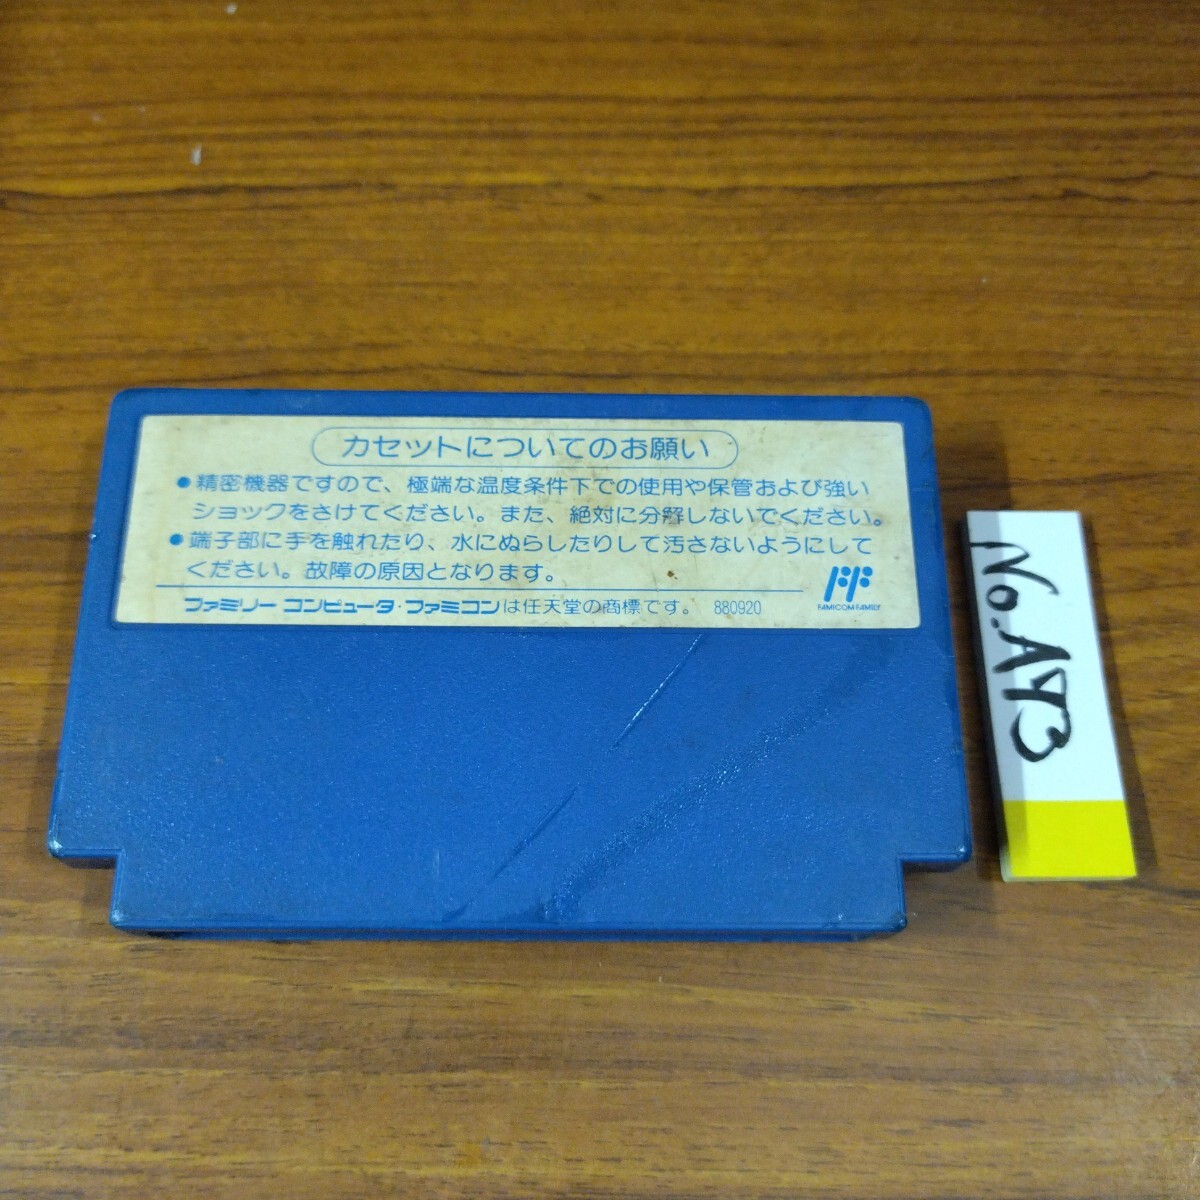 カセットについてのお願い
●精密機器ですので、極端な温度条件下での使用や保管および強い
ショックをさけてください。また、絶対に分解しないでください。
●端子部に手を触れたり、水にぬらしたりして汚さないようにして
ください。故障の原因となります。
FAMICOM FAMILY
ファミリー コンピュータ・ファミコンは任天堂の商標です。 880920
No.A93